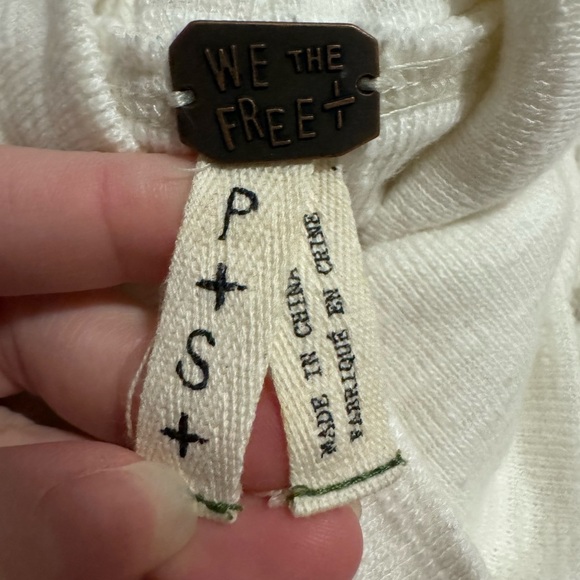 WE THE
FREE
P
+
S
+
MADE IN CHINA
FABRIQUÉ EN CHINE